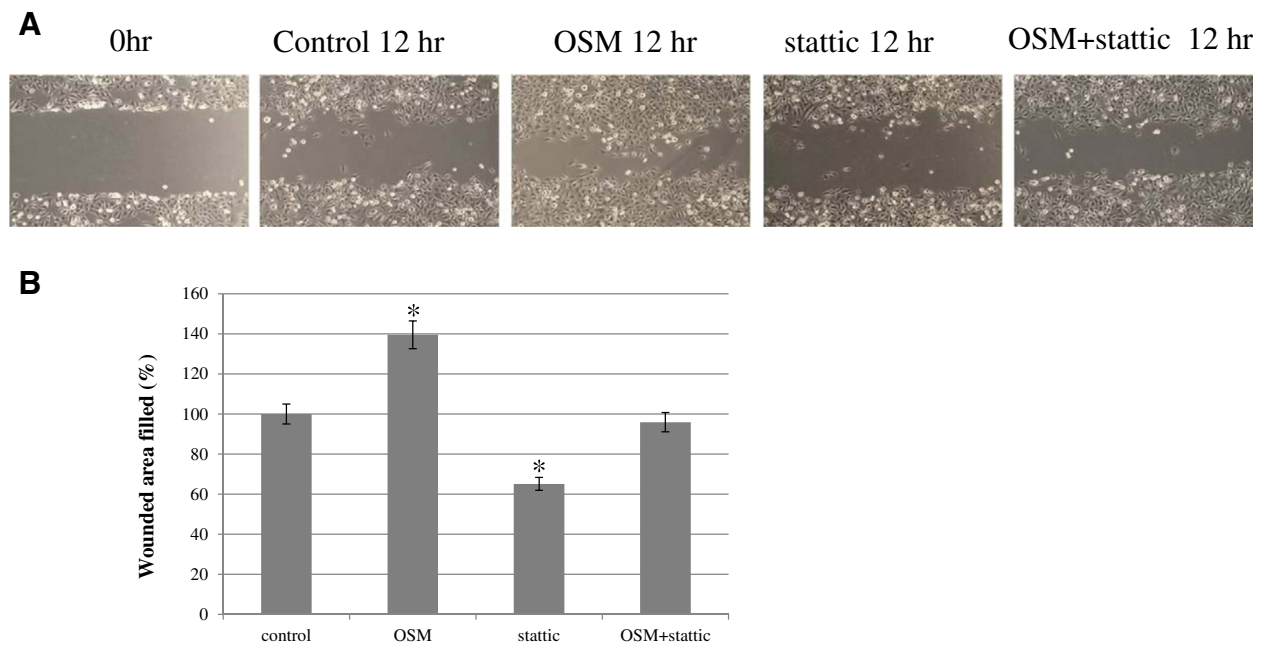 A
0hr Control 12 hr OSM 12 hr stattic 12 hr OSM+stattic 12 hr
B
Wounded area filled (%)
160
140
120
100
80
60
40
20
0
*
*
control OSM stattic OSM+stattic